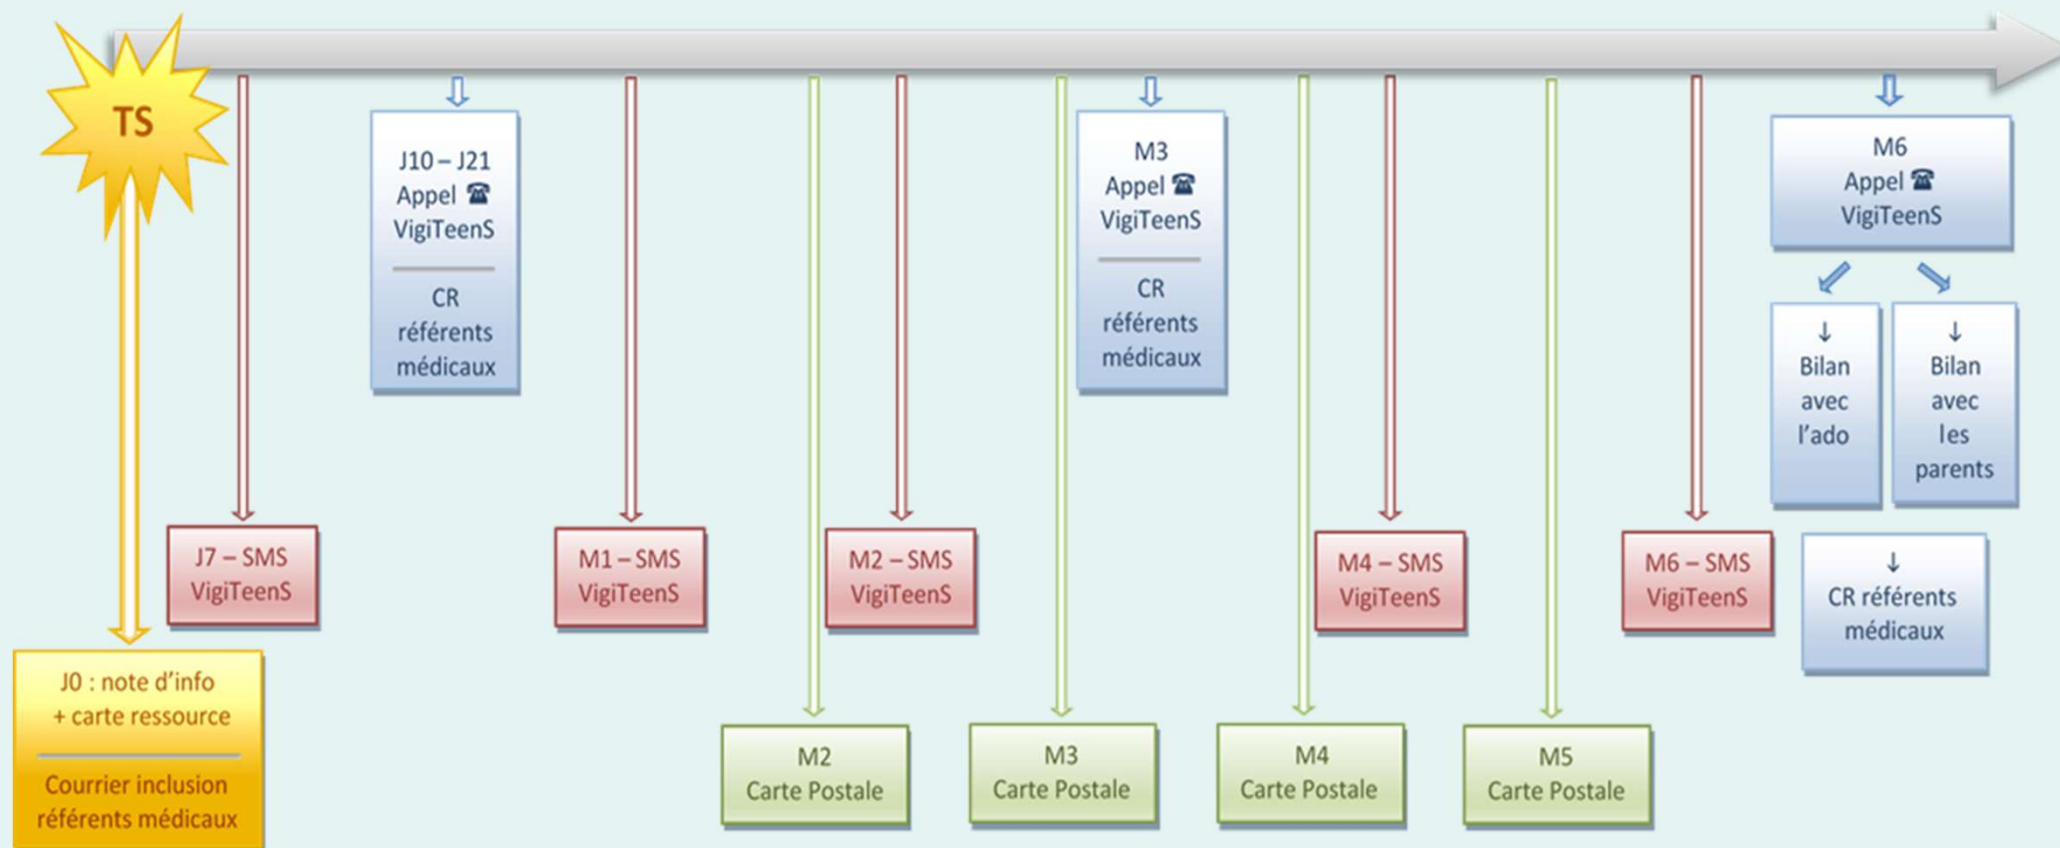 TS
J10 – J21
Appel ☎
VigiTeenS
CR
référents
médicaux
M3
Appel ☎
VigiTeenS
CR
référents
médicaux
M6
Appel ☎
VigiTeenS
↓
Bilan
avec
l'ado
↓
Bilan
avec
les
parents
↓
CR référents
médicaux
J7 – SMS
VigiTeenS
M1 – SMS
VigiTeenS
M2 – SMS
VigiTeenS
M4 – SMS
VigiTeenS
M6 – SMS
VigiTeenS
J0 : note d'info
+ carte ressource
Courrier inclusion
référents médicaux
M2
Carte Postale
M3
Carte Postale
M4
Carte Postale
M5
Carte Postale